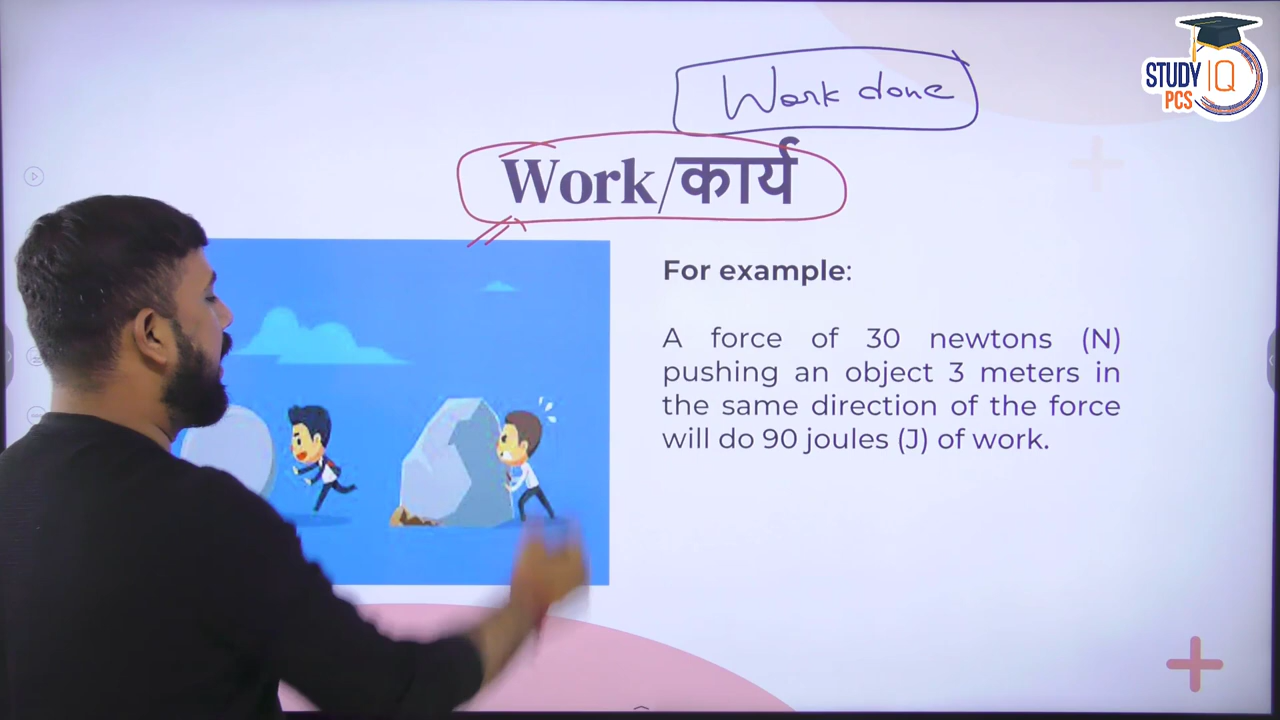 STUDY IQ
PCS
Work done
Work/कार्य
For example:
A force of 30 newtons (N)
pushing an object 3 meters in
the same direction of the force
will do 90 joules (J) of work.